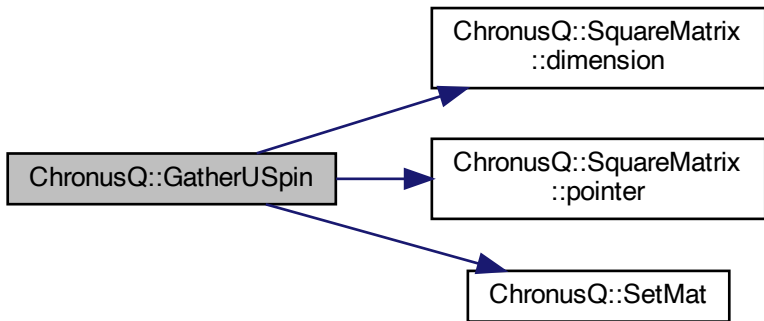 ChronusQ::SquareMatrix
::dimension
ChronusQ::GatherUSpin
ChronusQ::SquareMatrix
::pointer
ChronusQ::SetMat